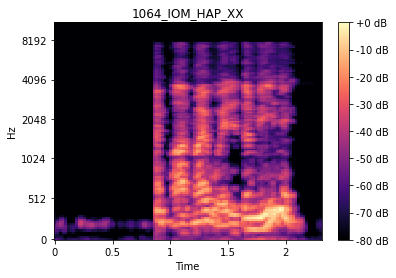 1064_IOM_HAP_XX
+0 dB
8192
-10 dB
4096
-20 dB
-30 dB
2048
Hz
-40 dB
1024
-50 dB
512
-60 dB
-70 dB
0
-80 dB
0 0.5 1 1.5 2
Time